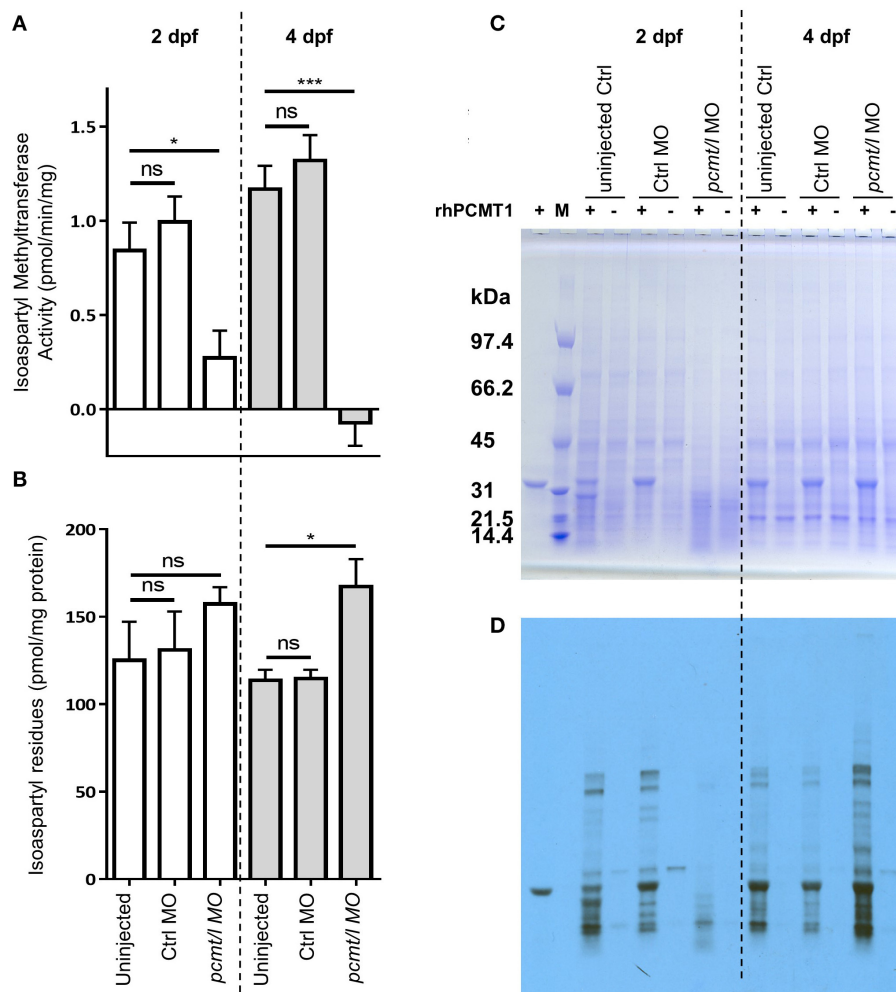 A
2 dpf
4 dpf
***
ns
*
ns
1.5
1.0
0.5
0.0
Isoaspartyl Methyltransferase
Activity (pmol/min/mg)
B
*
ns
ns
ns
200
150
100
50
0
Isoaspartyl residues (pmol/mg protein)
Uninjected
Ctrl MO
pcmt/l MO
Uninjected
Ctrl MO
pcmt/l MO
C
2 dpf
4 dpf
uninjected Ctrl
Ctrl MO
pcmt/l MO
uninjected
Ctrl MO
pcmt/l MO
rhPCMT1 + M + - + - + - + - + - + -
kDa
97.4
66.2
45
31
21.5
14.4
D